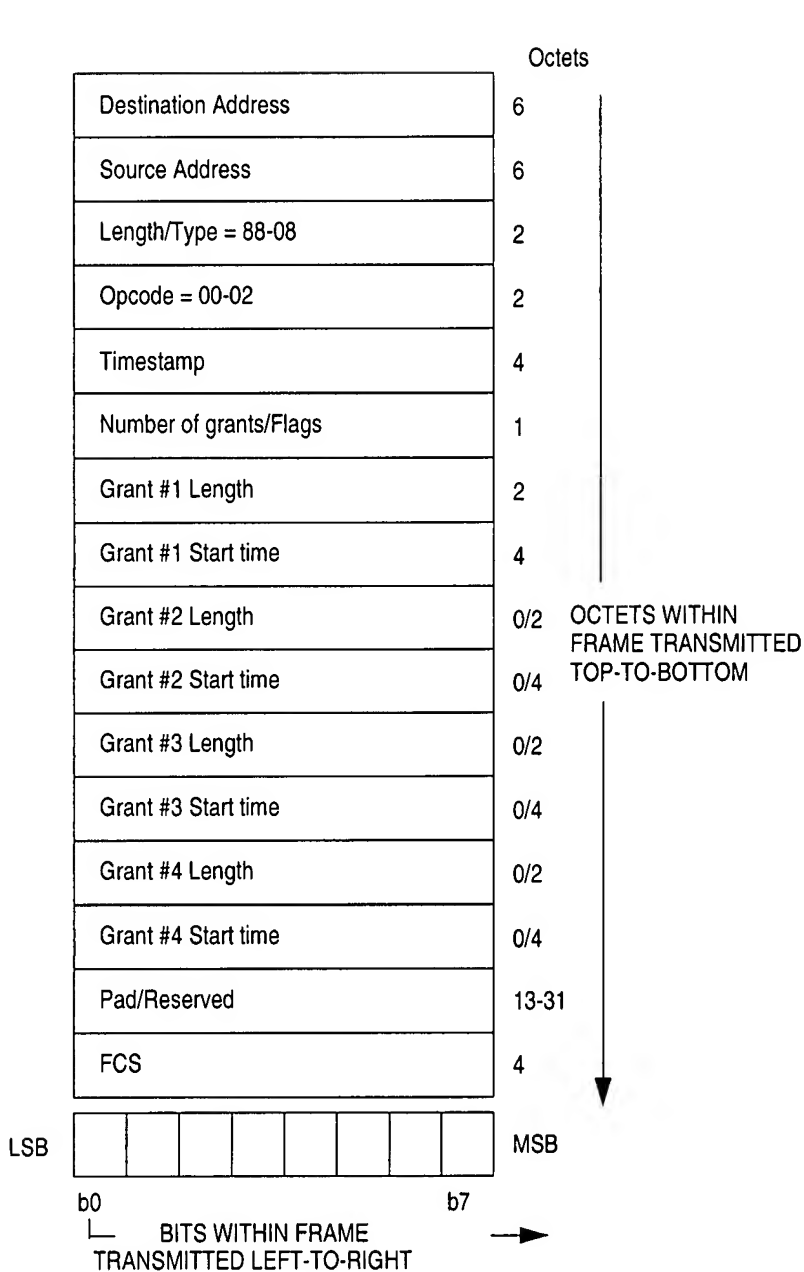 Octets
Destination Address 6
Source Address 6
Length/Type = 88-08 2
Opcode = 00-02 2
Timestamp 4
Number of grants/Flags 1
Grant #1 Length 2
Grant #1 Start time 4
Grant #2 Length 0/2
Grant #2 Start time 0/4
Grant #3 Length 0/2
Grant #3 Start time 0/4
Grant #4 Length 0/2
Grant #4 Start time 0/4
Pad/Reserved 13-31
FCS 4
OCTETS WITHIN
FRAME TRANSMITTED
TOP-TO-BOTTOM
LSB MSB
b0 b7
BITS WITHIN FRAME
TRANSMITTED LEFT-TO-RIGHT